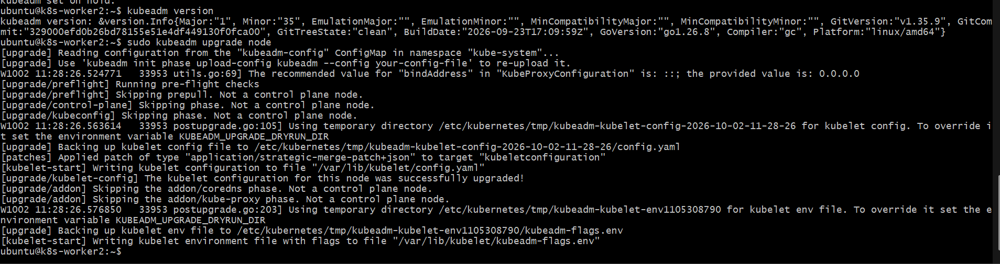 kubeadm set on hold.
ubuntu@k8s-worker2:~$ kubeadm version
kubeadm version: &version.Info{Major:"1", Minor:"35", EmulationMajor:"", EmulationMinor:"", MinCompatibilityMajor:"", MinCompatibilityMinor:"", GitVersion:"v1.35.9", GitCom
mit:"329000efd0b26bd78155e51e4df449130f0fca00", GitTreeState:"clean", BuildDate:"2026-09-23T17:09:59Z", GoVersion:"go1.26.8", Compiler:"gc", Platform:"linux/amd64"}
ubuntu@k8s-worker2:~$ sudo kubeadm upgrade node
[upgrade] Reading configuration from the "kubeadm-config" ConfigMap in namespace "kube-system"...
[upgrade] Use 'kubeadm init phase upload-config kubeadm --config your-config-file' to re-upload it.
W1002 11:28:26.524771   33953 utils.go:69] The recommended value for "bindAddress" in "KubeProxyConfiguration" is: ::; the provided value is: 0.0.0.0
[upgrade/preflight] Running pre-flight checks
[upgrade/preflight] Skipping prepull. Not a control plane node.
[upgrade/control-plane] Skipping phase. Not a control plane node.
[upgrade/kubeconfig] Skipping phase. Not a control plane node.
W1002 11:28:26.563614   33953 postupgrade.go:105] Using temporary directory /etc/kubernetes/tmp/kubeadm-kubelet-config-2026-10-02-11-28-26 for kubelet config. To override i
t set the environment variable KUBEADM_UPGRADE_DRYRUN_DIR
[upgrade] Backing up kubelet config file to /etc/kubernetes/tmp/kubeadm-kubelet-config-2026-10-02-11-28-26/config.yaml
[patches] Applied patch of type "application/strategic-merge-patch+json" to target "kubeletconfiguration"
[kubelet-start] Writing kubelet configuration to file "/var/lib/kubelet/config.yaml"
[upgrade/kubelet-config] The kubelet configuration for this node was successfully upgraded!
[upgrade/addon] Skipping the addon/coredns phase. Not a control plane node.
[upgrade/addon] Skipping the addon/kube-proxy phase. Not a control plane node.
W1002 11:28:26.576850   33953 postupgrade.go:203] Using temporary directory /etc/kubernetes/tmp/kubeadm-kubelet-env1105308790 for kubelet env file. To override it set the e
nvironment variable KUBEADM_UPGRADE_DRYRUN_DIR
[upgrade] Backing up kubelet env file to /etc/kubernetes/tmp/kubeadm-kubelet-env1105308790/kubeadm-flags.env
[kubelet-start] Writing kubelet environment file with flags to file "/var/lib/kubelet/kubeadm-flags.env"
ubuntu@k8s-worker2:~$